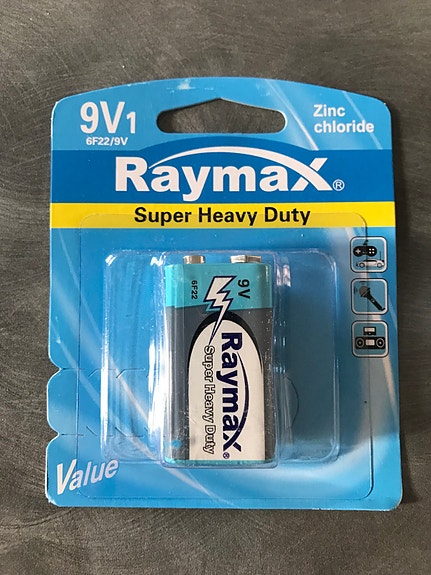 9V1
6F22/9V
Zinc
chloride
Raymax®
Super Heavy Duty
9V
6F22
Raymax®
Super Heavy Duty
Value